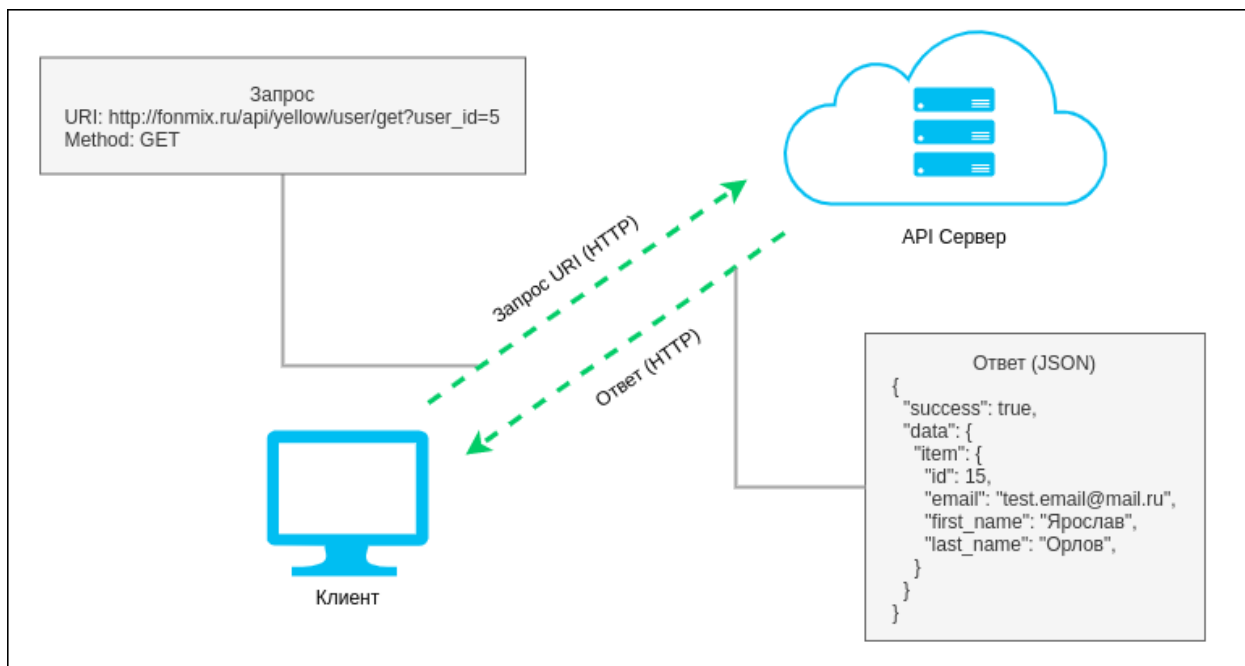 Запрос
URI: http://fonmix.ru/api/yellow/user/get?user_id=5
Method: GET
API Сервер
Запрос URI (HTTP)
Ответ (HTTP)
Ответ (JSON)
{
"success": true,
"data": {
"item": {
"id": 15,
"email": "test.email@mail.ru",
"first_name": "Ярослав",
"last_name": "Орлов",
}
}
}
Клиент